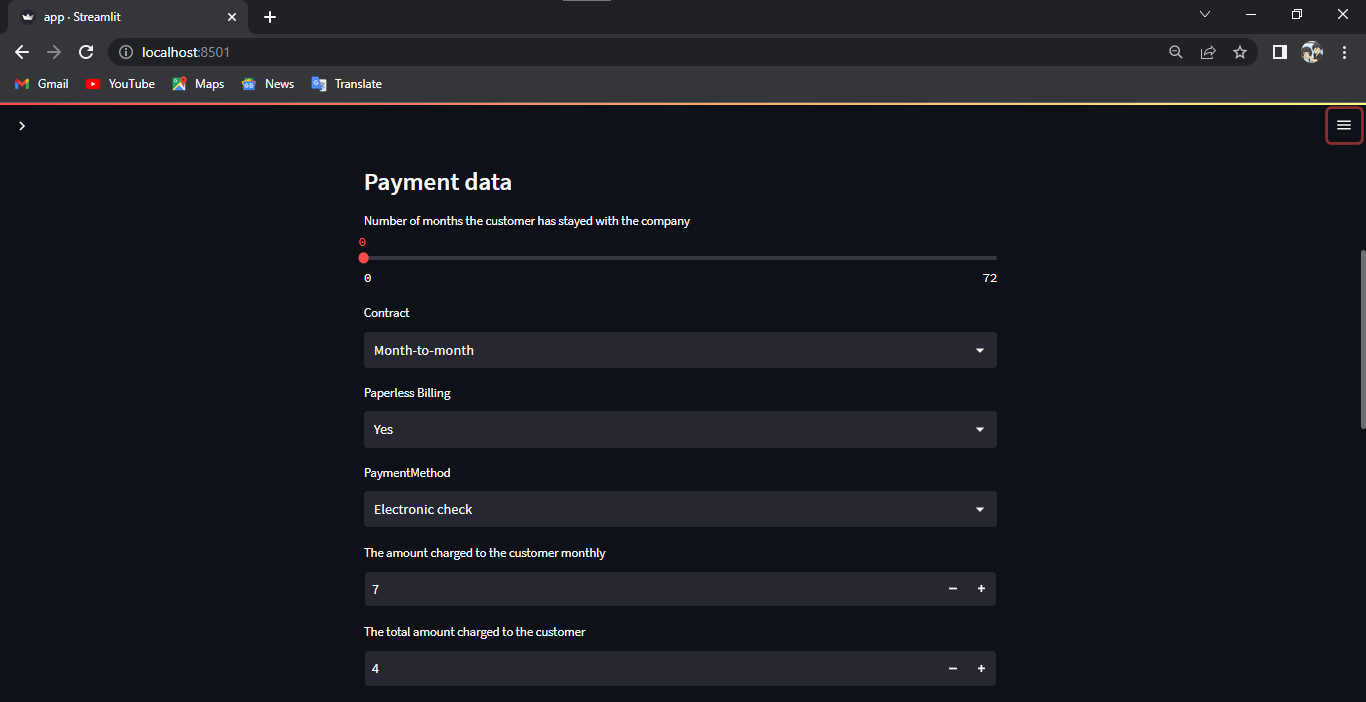 app · Streamlit
localhost:8501
Gmail
YouTube
Maps
News
Translate
Payment data
Number of months the customer has stayed with the company
0
0
72
Contract
Month-to-month
Paperless Billing
Yes
PaymentMethod
Electronic check
The amount charged to the customer monthly
7
The total amount charged to the customer
4